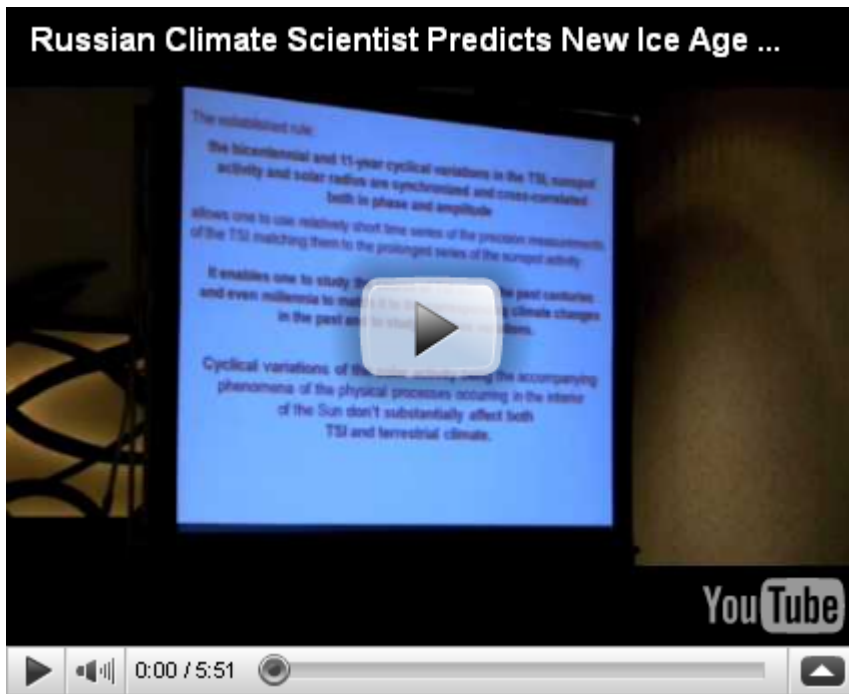 Russian Climate Scientist Predicts New Ice Age ...
The established rule:
the bicentennial and 11-year cyclical variations in the TSI, sunspot
activity and solar radius are synchronized and cross-correlated
both in phase and amplitude
allows one to use relatively short time series of the precision measurements
of the TSI matching them to the prolonged series of the sunspot activity.
It enables one to study the the past centuries
and even millennia to climate changes
in the past and
Cyclical variations of the being the accompanying
phenomena of the physical processes occurring in the interior
of the Sun don't substantially affect both
TSI and terrestrial climate.
YouTube
0:00 / 5:51